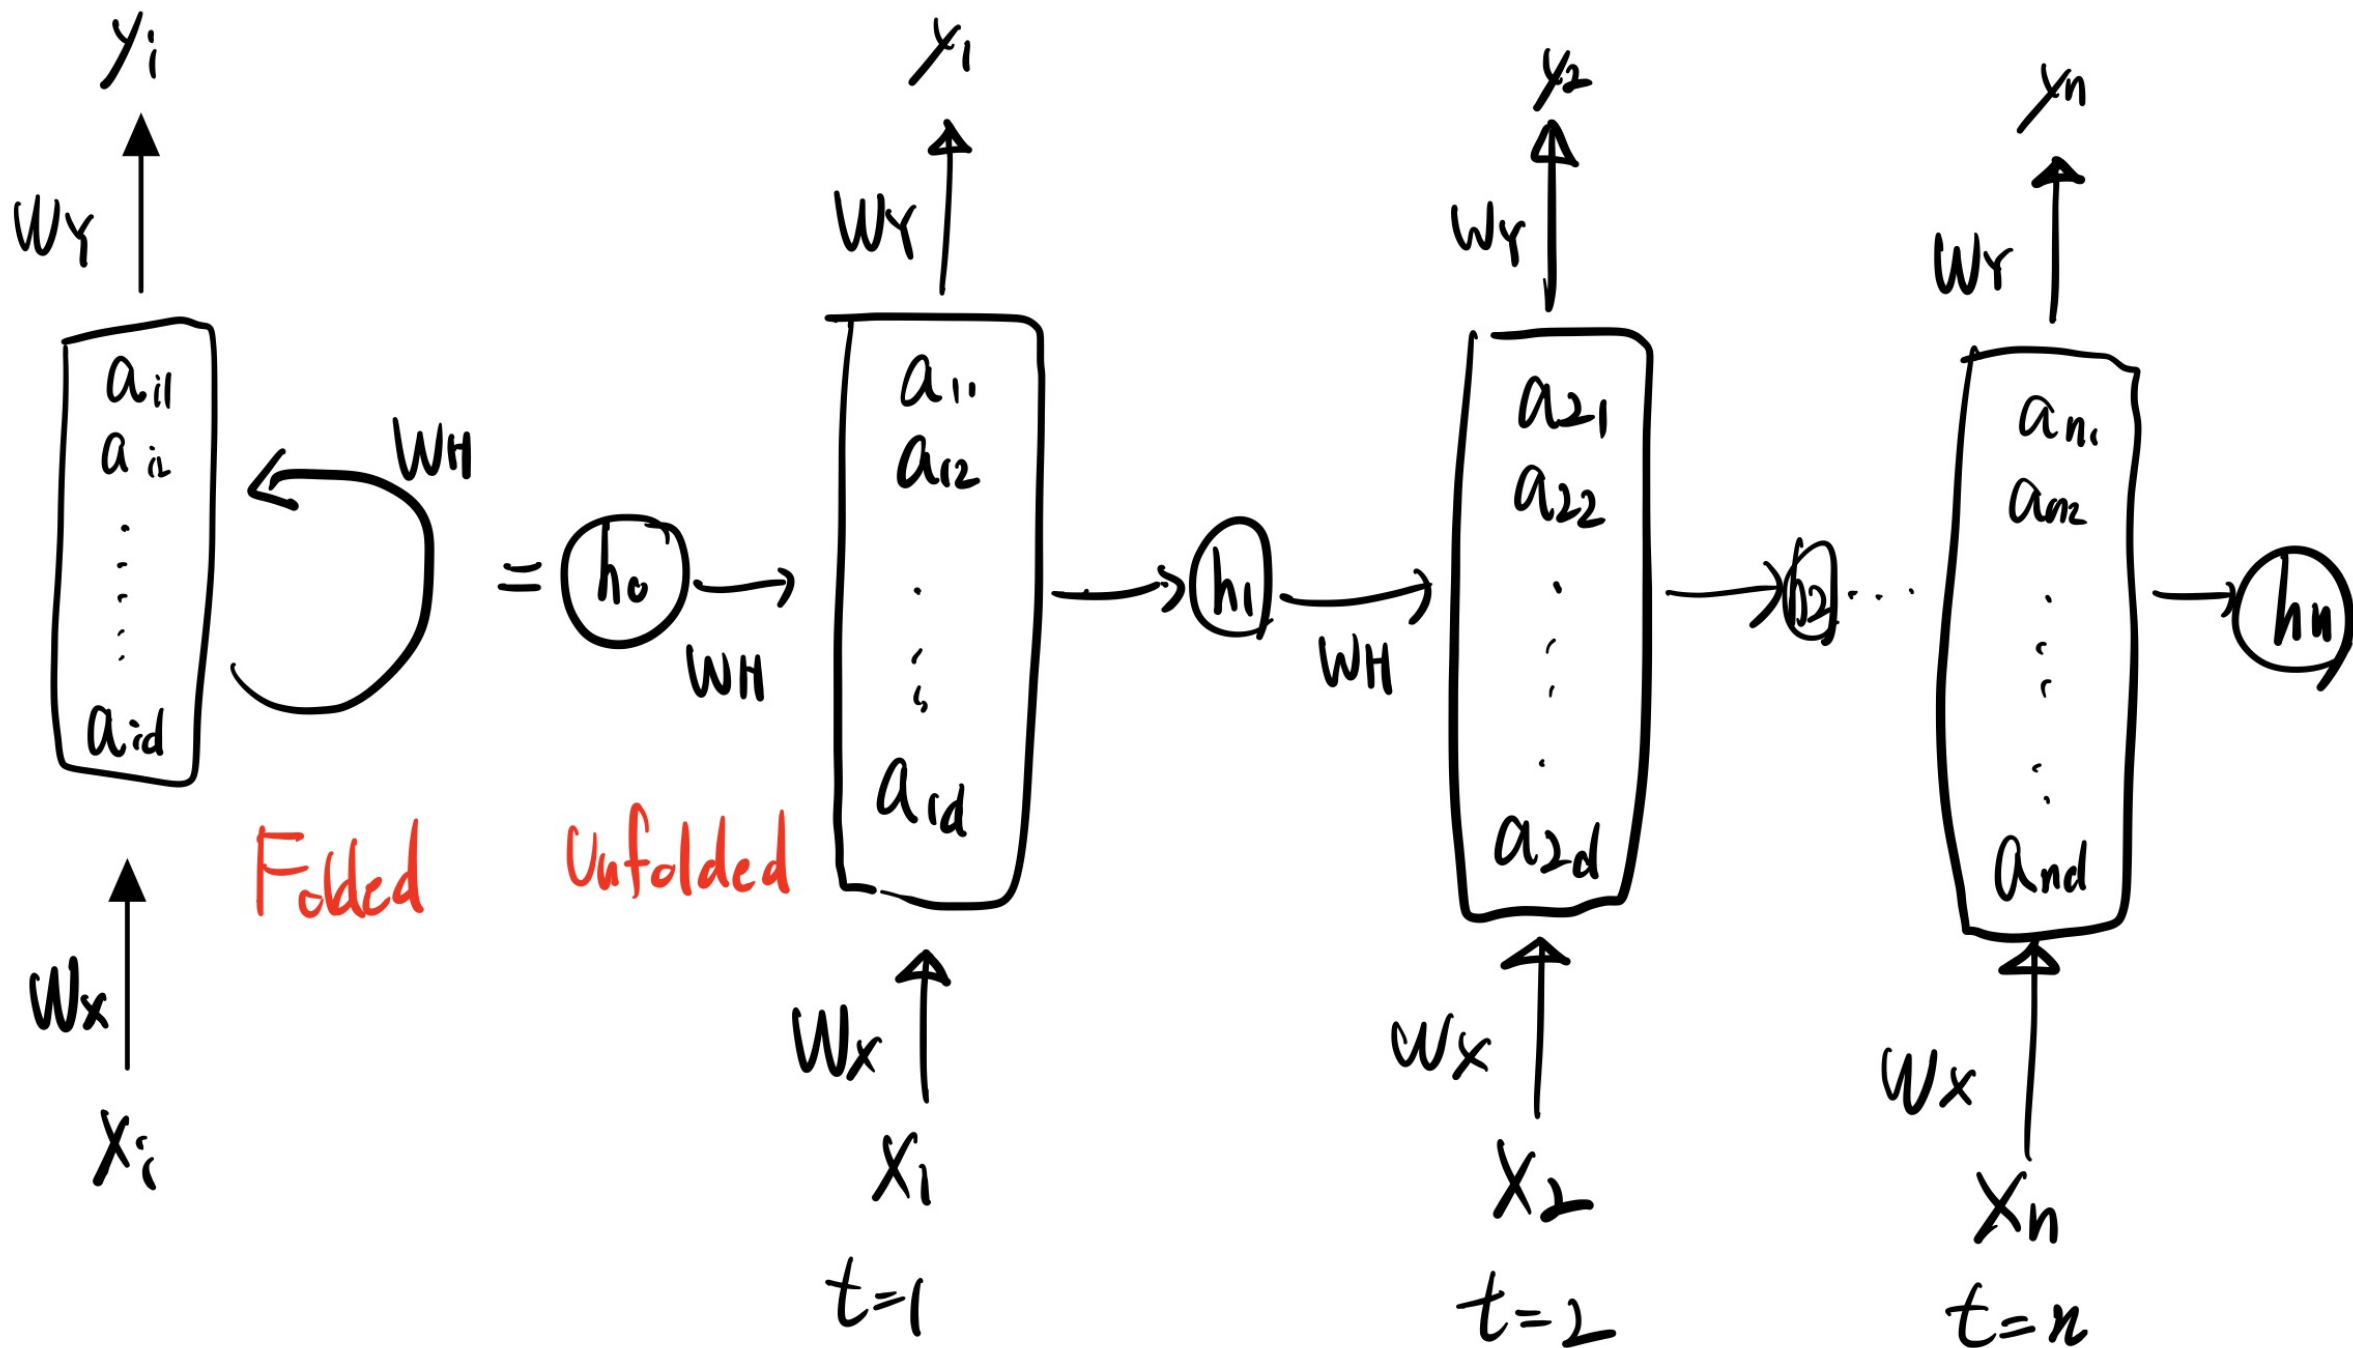 yi y1 y2 yn
WY WY WY WY
ai1 a11 a21 an1
ai2 a12 a22 an2
WH
= h0 h1 h2 .... hn
WH WH
aid a1d a2d and
Folded Unfolded
Wx Wx Wx Wx
Xi X1 X2 Xn
t=1 t=2 t=n